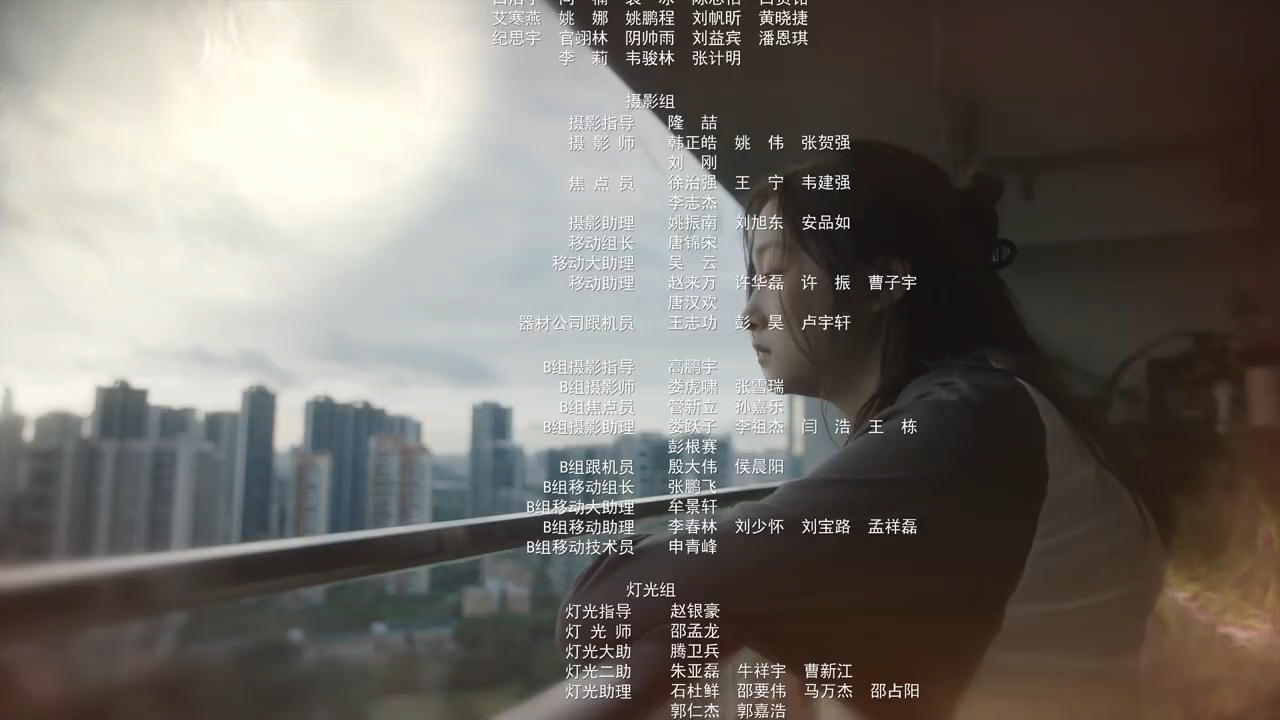 艾寒燕 姚 娜 姚鹏程 刘帆昕 黄晓捷
纪思宇 官翊林 阴帅雨 刘益宾 潘恩琪
李 莉 韦骏林 张计明
摄影组
摄影指导 隆 喆
摄 影 师 韩正皓 姚 伟 张贺强
刘 刚
焦 点 员 徐治强 王 宁 韦建强
李志杰
摄影助理 姚振南 刘旭东 安品如
移动组长 唐锦宋
移动大助理 吴 云
移动助理 赵来万 许华磊 许 振 曹子宇
唐汉欢
器材公司跟机员 王志功 彭 昊 卢宇轩
B组摄影指导 高鹏宇
B组摄影师 娄虎啸 张雪瑞
B组焦点员 管新立 孙嘉乐
B组摄影助理 娄跃子 李祖杰 闫 浩 王 栋
彭根赛
B组跟机员 殷大伟 侯晨阳
B组移动组长 张鹏飞
B组移动大助理 牟景轩
B组移动助理 李春林 刘少怀 刘宝路 孟祥磊
B组移动技术员 申青峰
灯光组
灯光指导 赵银豪
灯 光 师 邵孟龙
灯光大助 腾卫兵
灯光二助 朱亚磊 牛祥宇 曹新江
灯光助理 石杜鲜 邵要伟 马万杰 邵占阳
郭仁杰 郭嘉浩